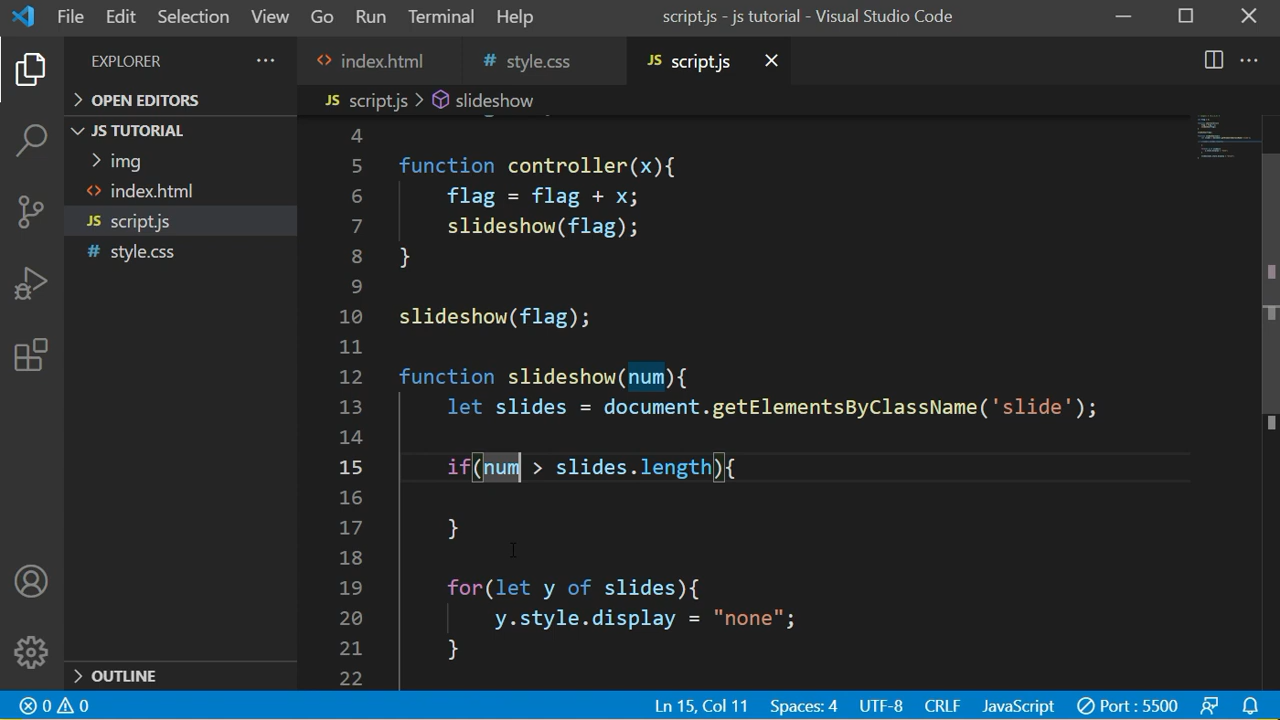 File Edit Selection View Go Run Terminal Help script.js - js tutorial - Visual Studio Code
EXPLORER
OPEN EDITORS
JS TUTORIAL
img
<> index.html
JS script.js
# style.css
OUTLINE
<> index.html # style.css JS script.js
JS script.js > slideshow
4
5 function controller(x){
6 flag = flag + x;
7 slideshow(flag);
8 }
9
10 slideshow(flag);
11
12 function slideshow(num){
13 let slides = document.getElementsByClassName('slide');
14
15 if(num > slides.length){
16
17 }
18
19 for(let y of slides){
20 y.style.display = "none";
21 }
22
0 0 Ln 15, Col 11 Spaces: 4 UTF-8 CRLF JavaScript Port : 5500